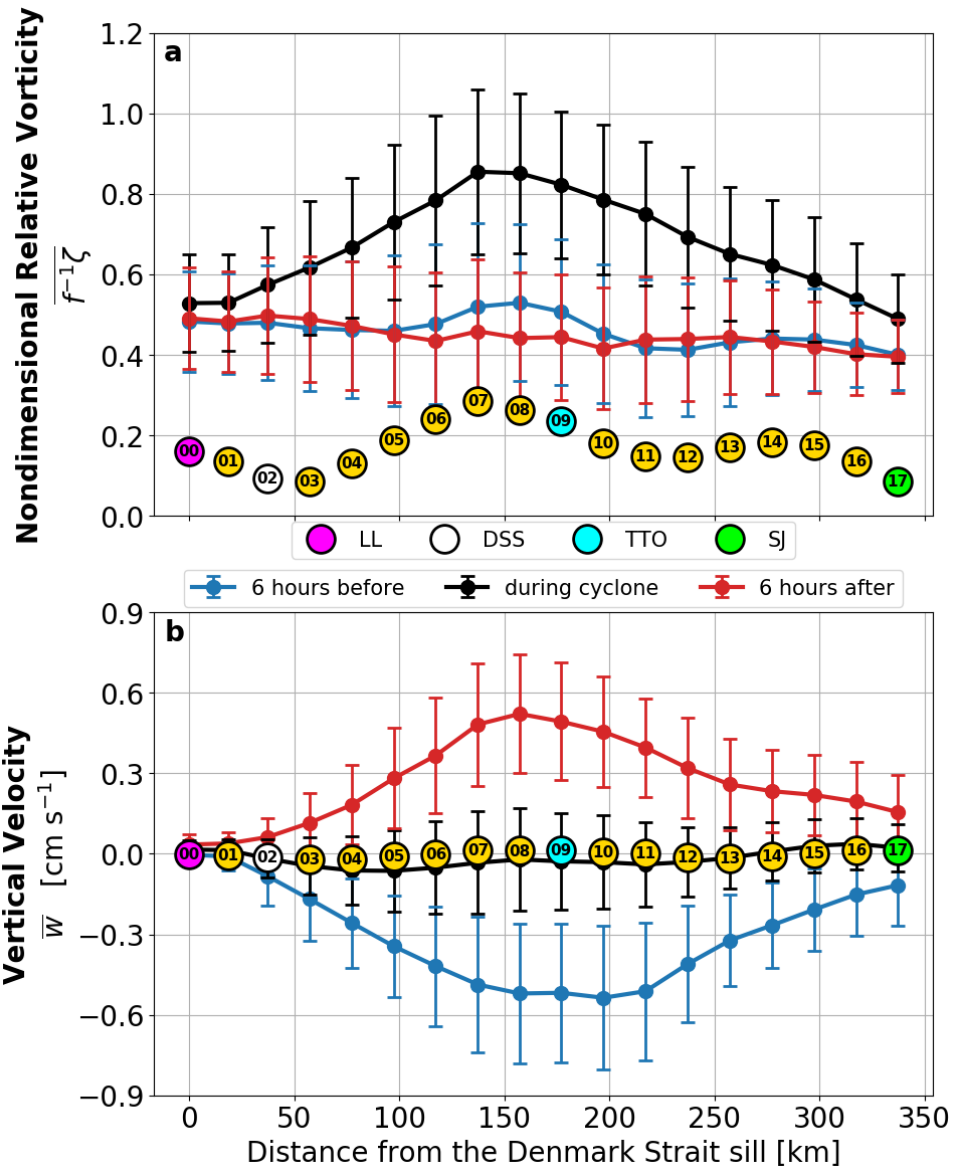 Nondimensional Relative Vorticity
f⁻¹ζ
a
1.2
1.0
0.8
0.6
0.4
0.2
0.0
00 01 02 03 04 05 06 07 08 09 10 11 12 13 14 15 16 17
LL DSS TTO SJ
6 hours before during cyclone 6 hours after
Vertical Velocity
w [cm s⁻¹]
b
0.9
0.6
0.3
0.0
−0.3
−0.6
−0.9
00 01 02 03 04 05 06 07 08 09 10 11 12 13 14 15 16 17
0 50 100 150 200 250 300 350
Distance from the Denmark Strait sill [km]